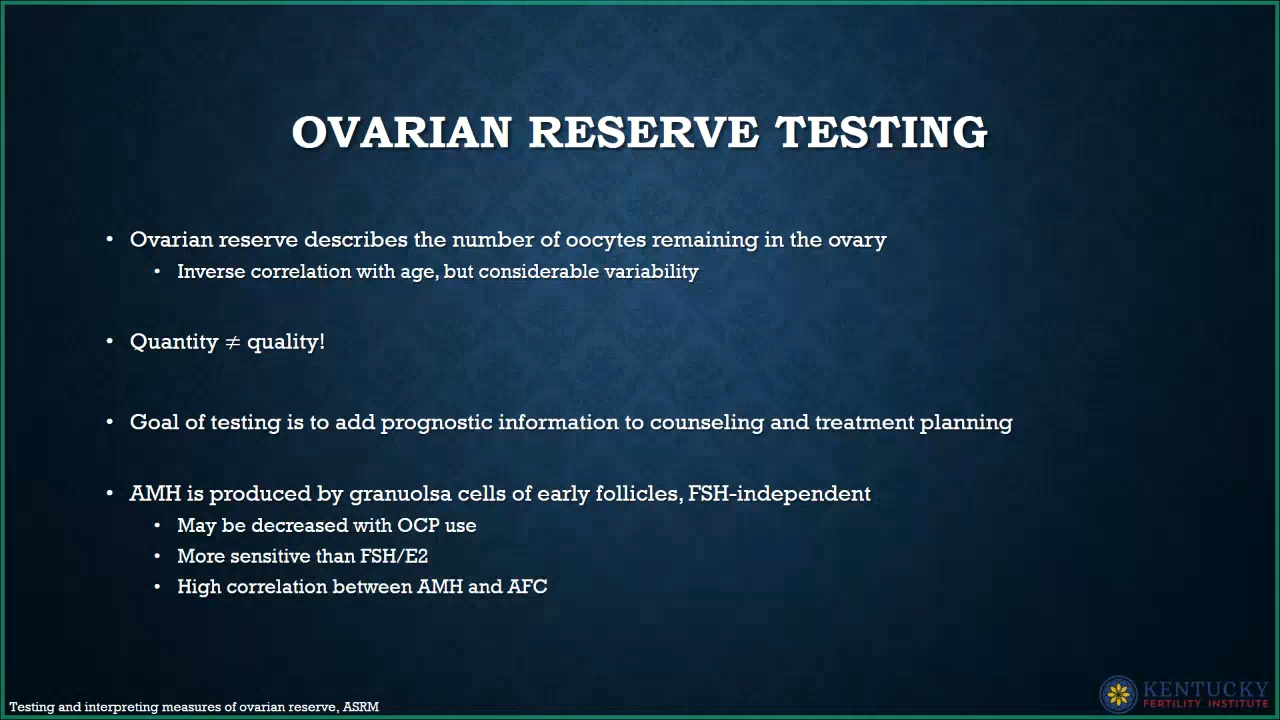 OVARIAN RESERVE TESTING
• Ovarian reserve describes the number of oocytes remaining in the ovary
• Inverse correlation with age, but considerable variability
• Quantity ≠ quality!
• Goal of testing is to add prognostic information to counseling and treatment planning
• AMH is produced by granuolsa cells of early follicles, FSH-independent
• May be decreased with OCP use
• More sensitive than FSH/E2
• High correlation between AMH and AFC
Testing and interpreting measures of ovarian reserve, ASRM
KENTUCKY
FERTILITY INSTITUTE